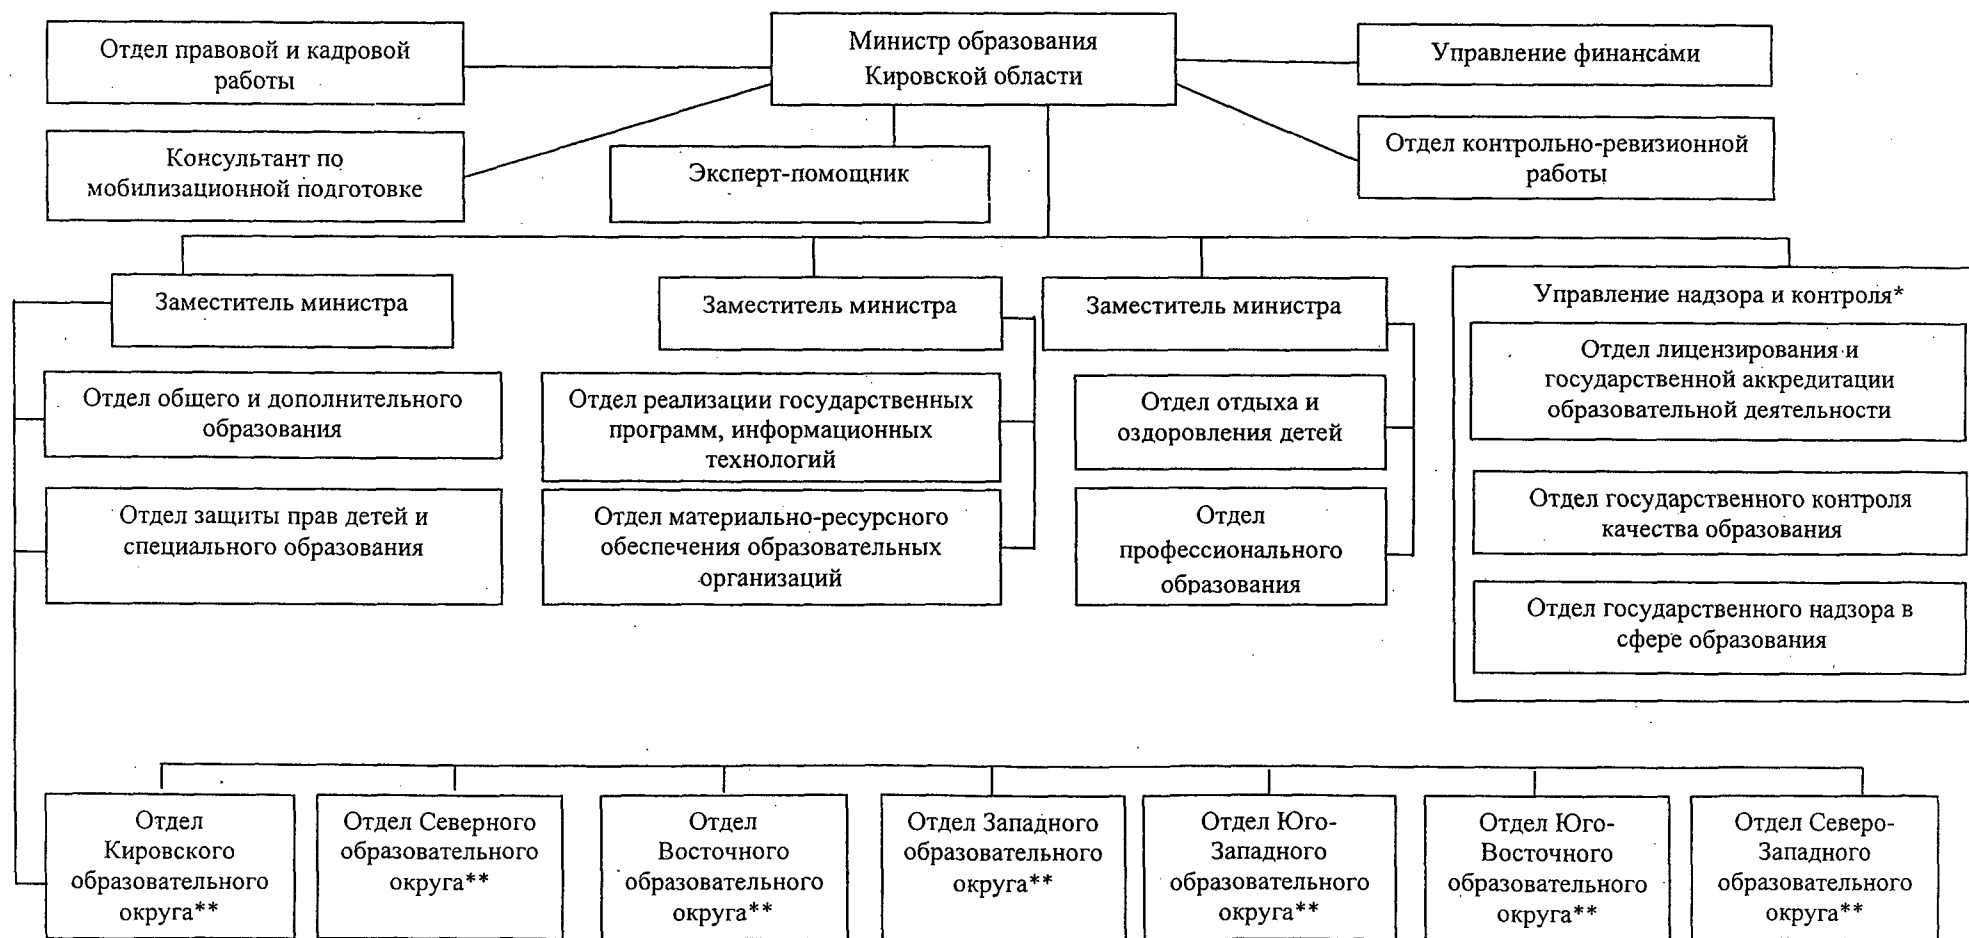 Отдел правовой и кадровой
работы
Министр образования
Кировской области
Управление финансами
Консультант по
мобилизационной подготовке
Эксперт-помощник
Отдел контрольно-ревизионной
работы
Заместитель министра
Заместитель министра
Заместитель министра
Управление надзора и контроля*
Отдел общего и дополнительного
образования
Отдел защиты прав детей и
специального образования
Отдел реализации государственных
программ, информационных
технологий
Отдел материально-ресурсного
обеспечения образовательных
организаций
Отдел отдыха и
оздоровления детей
Отдел
профессионального
образования
Отдел лицензирования и
государственной аккредитации
образовательной деятельности
Отдел государственного контроля
качества образования
Отдел государственного надзора в
сфере образования
Отдел
Кировского
образовательного
округа**
Отдел Северного
образовательного
округа**
Отдел
Восточного
образовательного
округа**
Отдел Западного
образовательного
округа**
Отдел Юго-
Западного
образовательного
округа**
Отдел Юго-
Восточного
образовательного
округа**
Отдел Северо-
Западного
образовательного
округа**